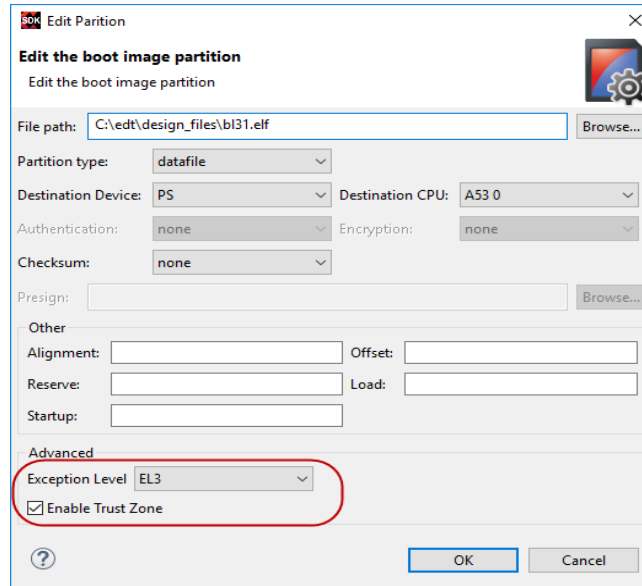 SDK Edit Parition
Edit the boot image partition
Edit the boot image partition
File path: C:\edt\design_files\bl31.elf Browse...
Partition type: datafile
Destination Device: PS Destination CPU: A53 0
Authentication: none Encryption: none
Checksum: none
Presign: Browse...
Other
Alignment: Offset:
Reserve: Load:
Startup:
Advanced
Exception Level EL3
Enable Trust Zone
? OK Cancel